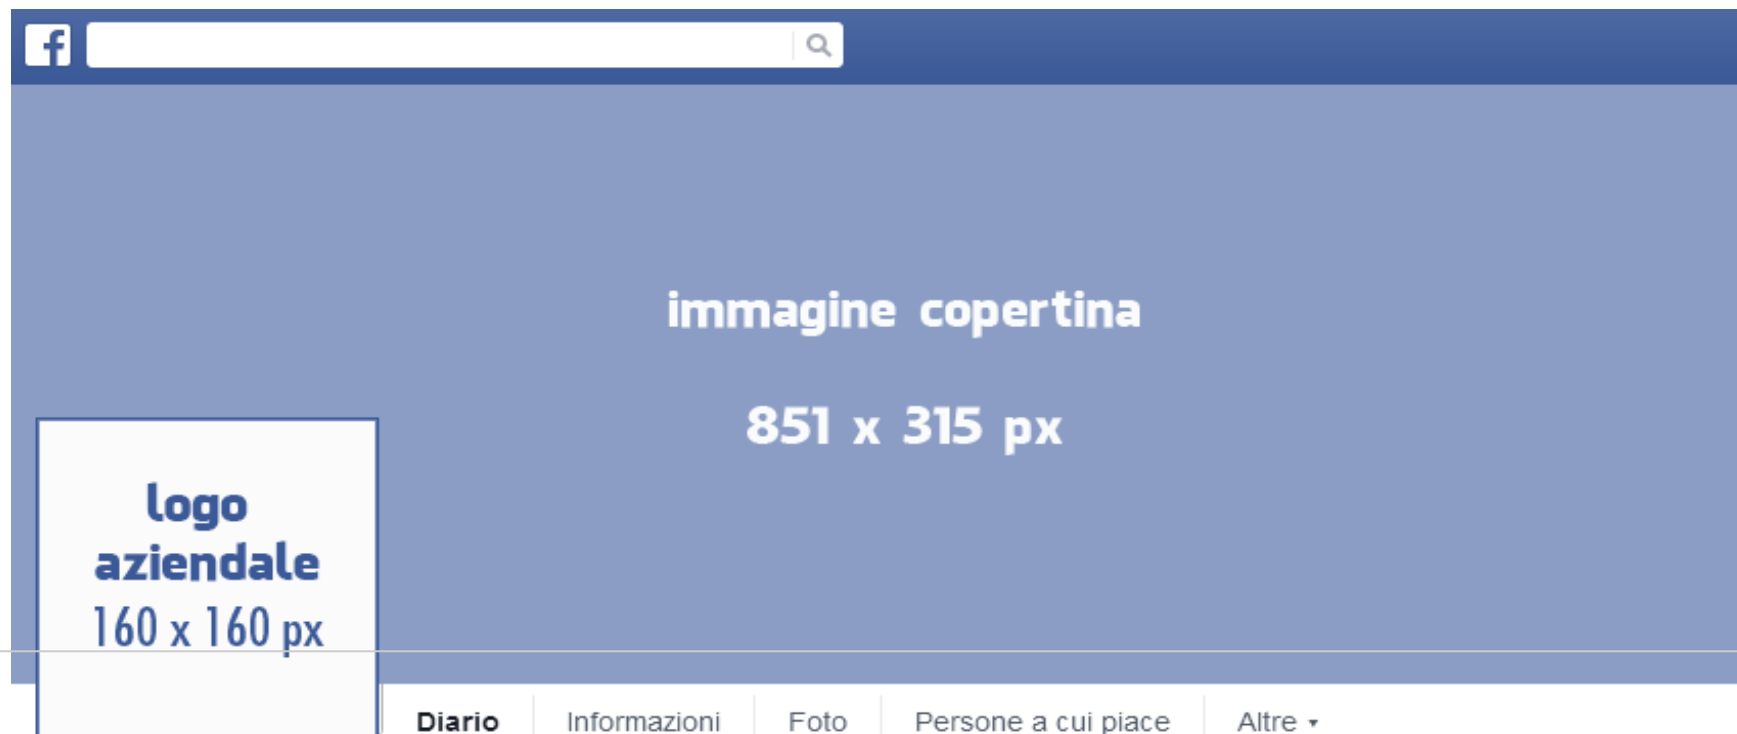 f
immagine copertina
851 x 315 px
logo
aziendale
160 x 160 px
Diario Informazioni Foto Persone a cui piace Altre